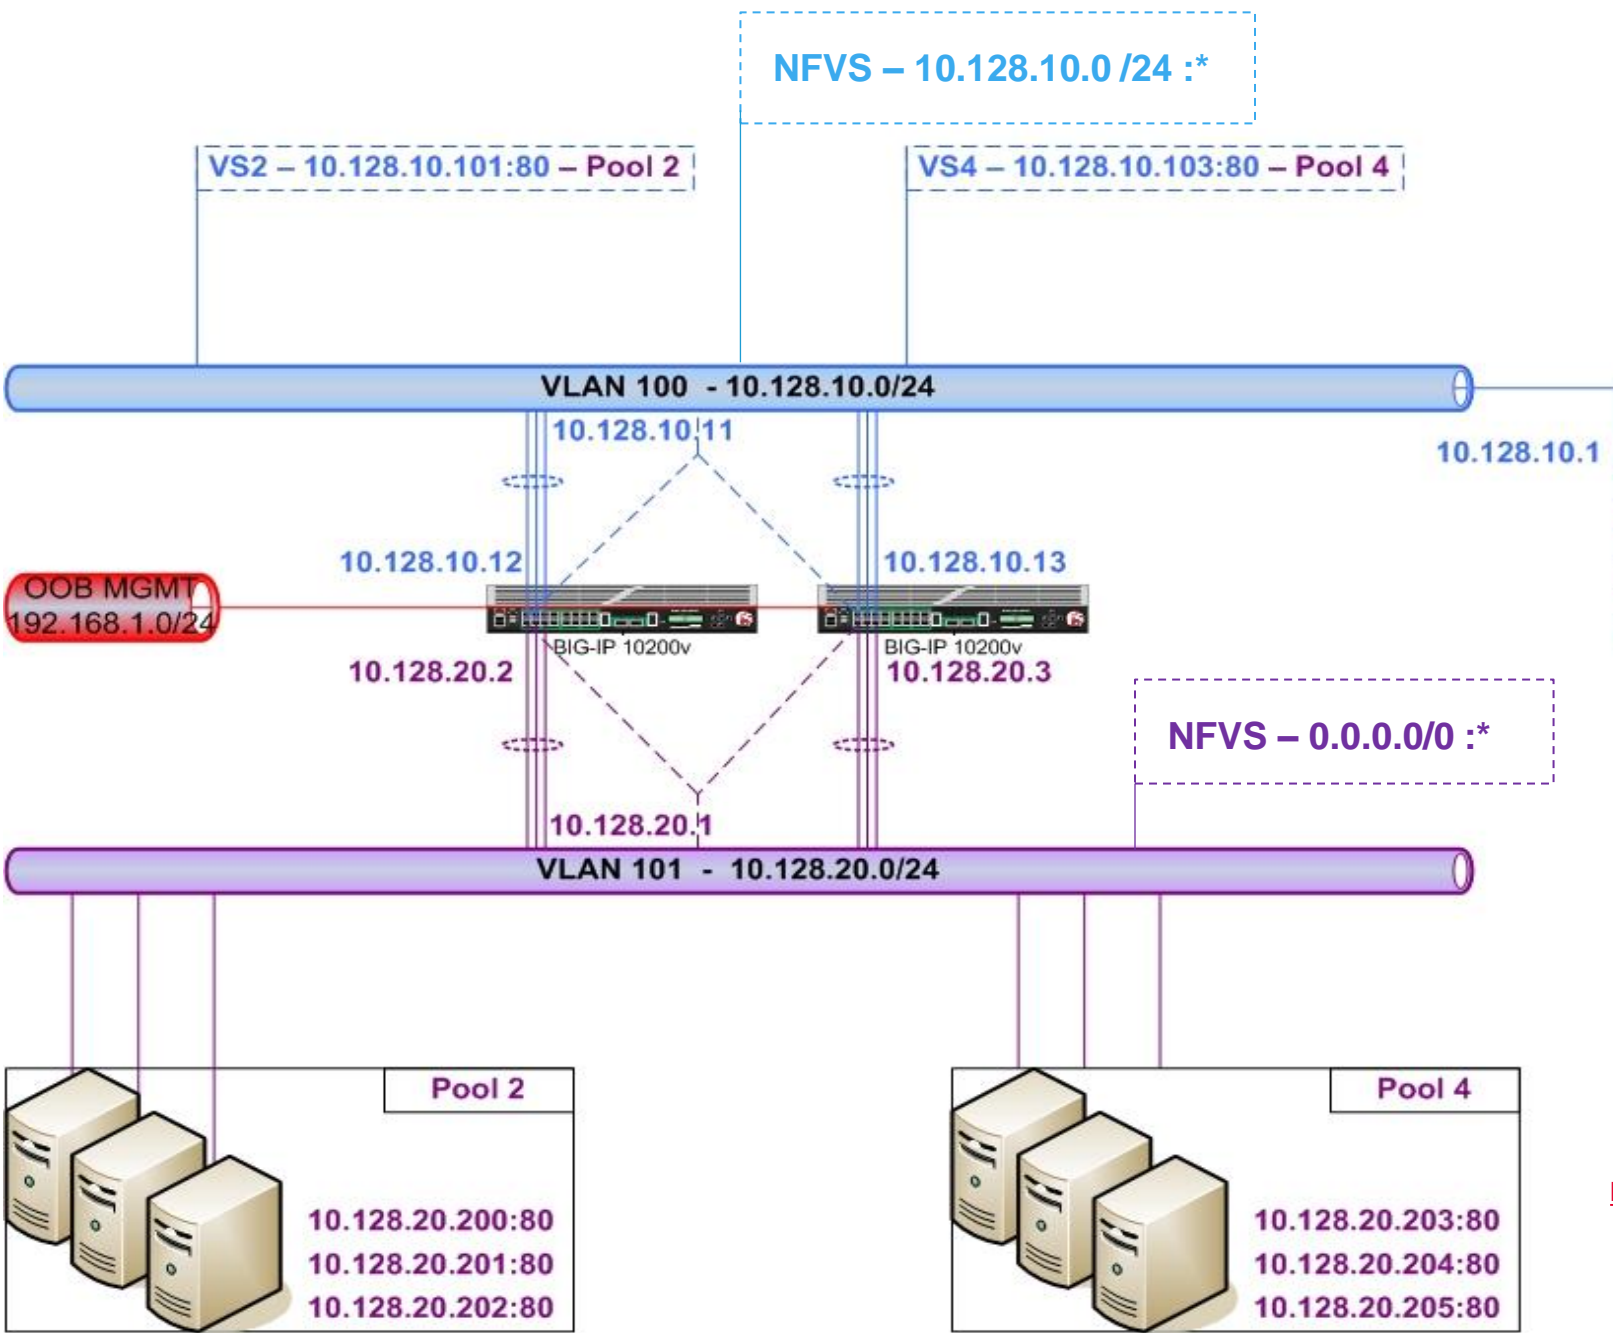 NFVS – 10.128.10.0 /24 :*
VS2 – 10.128.10.101:80 – Pool 2
VS4 – 10.128.10.103:80 – Pool 4
VLAN 100 - 10.128.10.0/24
10.128.10.11
10.128.10.1
10.128.10.12
10.128.10.13
OOB MGMT
192.168.1.0/24
BIG-IP 10200v
BIG-IP 10200v
10.128.20.2
10.128.20.3
NFVS – 0.0.0.0/0 :*
10.128.20.1
VLAN 101 - 10.128.20.0/24
Pool 2
10.128.20.200:80
10.128.20.201:80
10.128.20.202:80
Pool 4
10.128.20.203:80
10.128.20.204:80
10.128.20.205:80